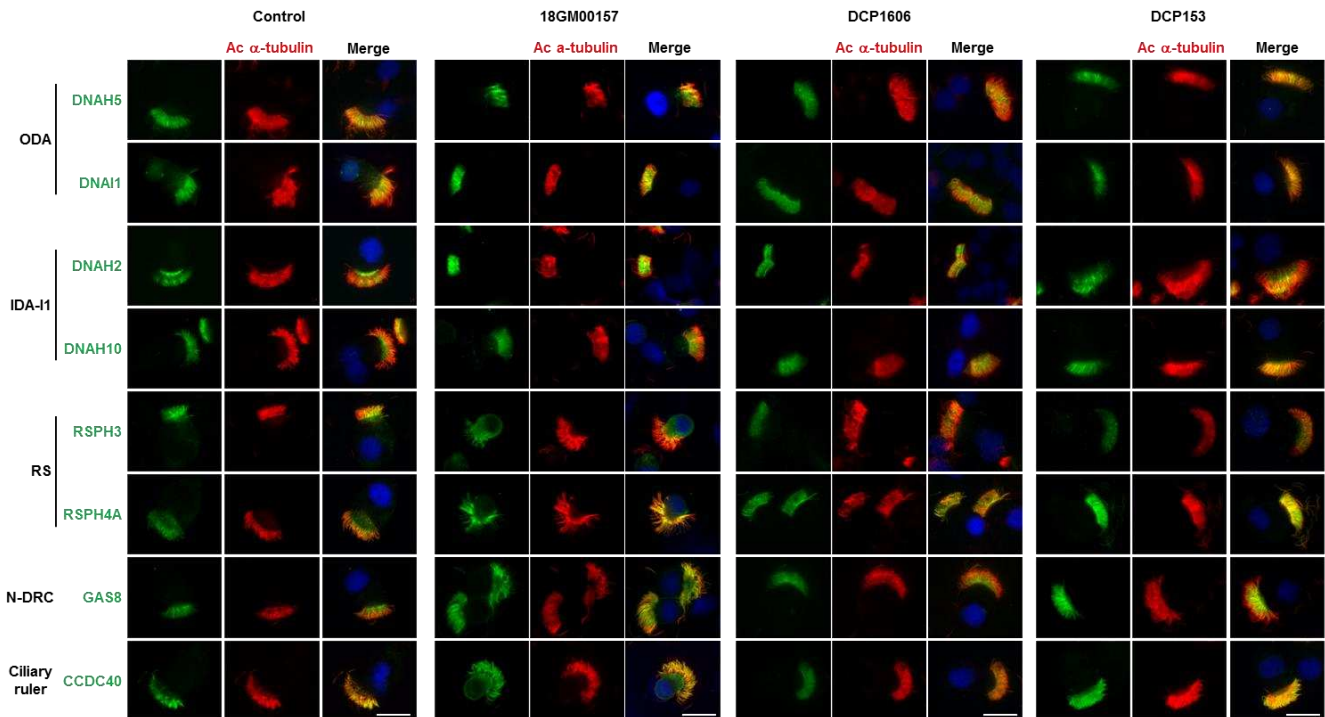 Control 18GM00157 DCP1606 DCP153
Ac α-tubulin Merge Ac a-tubulin Merge Ac α-tubulin Merge Ac α-tubulin Merge
ODA
DNAH5
DNAI1
IDA-I1
DNAH2
DNAH10
RS
RSPH3
RSPH4A
N-DRC GAS8
Ciliary
ruler
CCDC40